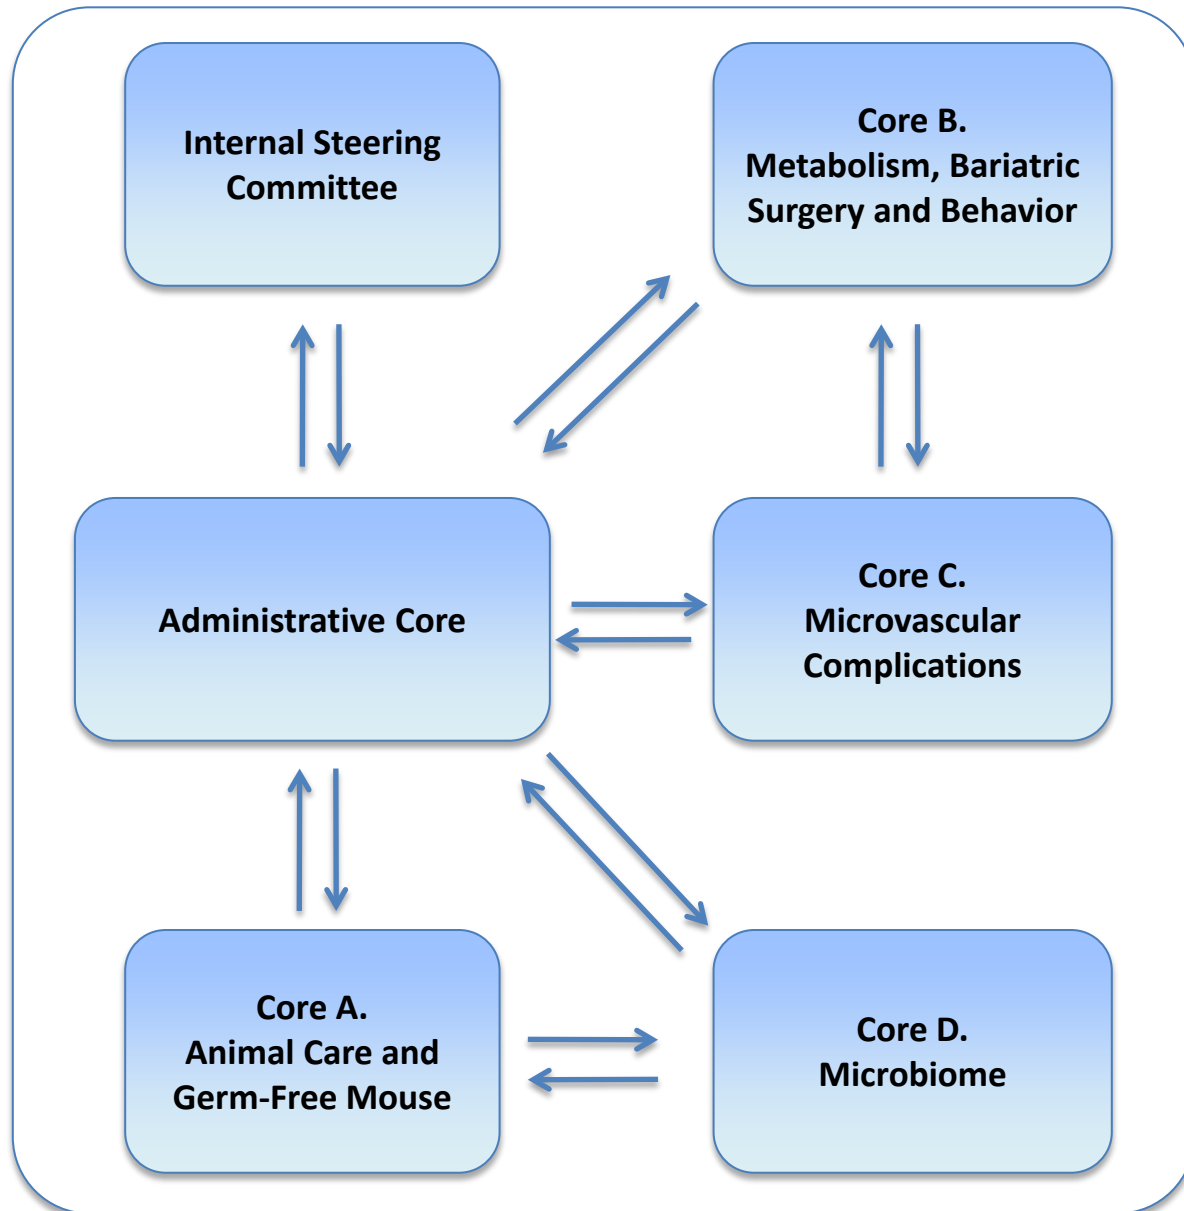 Internal Steering
Committee
Core B.
Metabolism, Bariatric
Surgery and Behavior
Administrative Core
Core C.
Microvascular
Complications
Core A.
Animal Care and
Germ-Free Mouse
Core D.
Microbiome